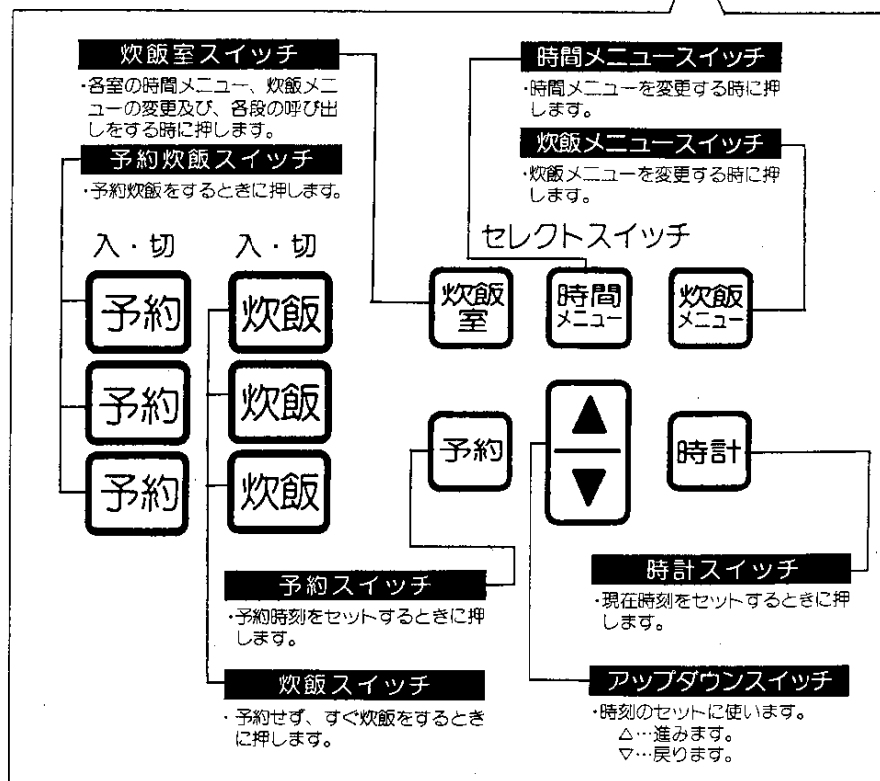 炊飯室スイッチ
・各室の時間メニュー、炊飯メニ
ューの変更及び、各段の呼び出
しをする時に押します。
予約炊飯スイッチ
・予約炊飯をするときに押します。
時間メニュースイッチ
・時間メニューを変更する時に押
します。
炊飯メニュースイッチ
・炊飯メニューを変更する時に押
します。
セレクトスイッチ
入・切
入・切
予約
炊飯
予約
炊飯
予約
炊飯
炊飯
室
時間
メニュー
炊飯
メニュー
予約
▲
▼
時計
予約スイッチ
・予約時刻をセットするときに押
します。
炊飯スイッチ
・予約せず、すぐ炊飯をするとき
に押します。
時計スイッチ
・現在時刻をセットするときに押
します。
アップダウンスイッチ
・時刻のセットに使います。
△…進みます。
▽…戻ります。